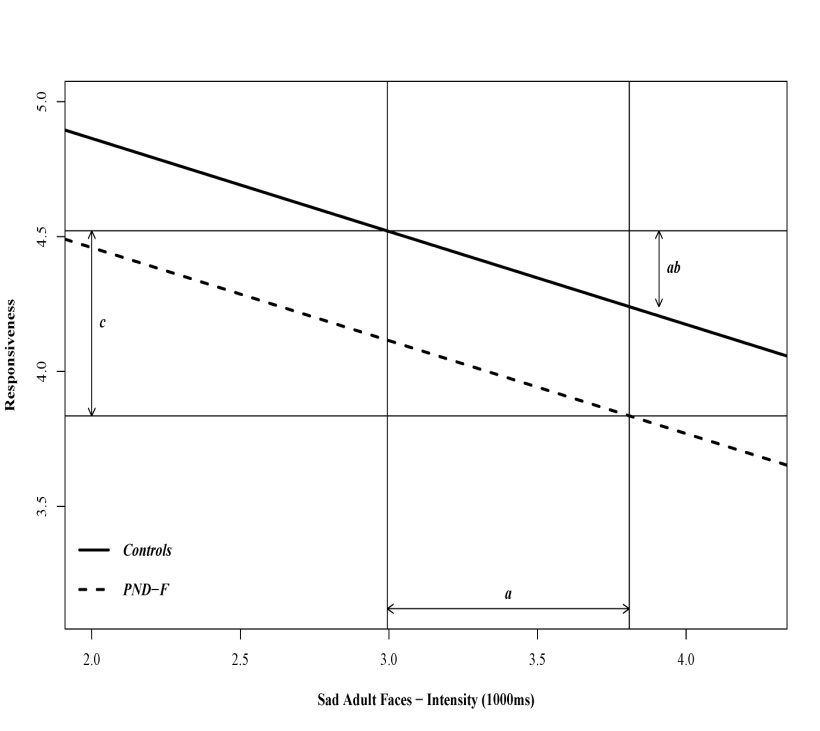 5.0
4.5
4.0
3.5
Responsiveness
c
ab
a
Controls
PND−F
2.0 2.5 3.0 3.5 4.0
Sad Adult Faces − Intensity (1000ms)